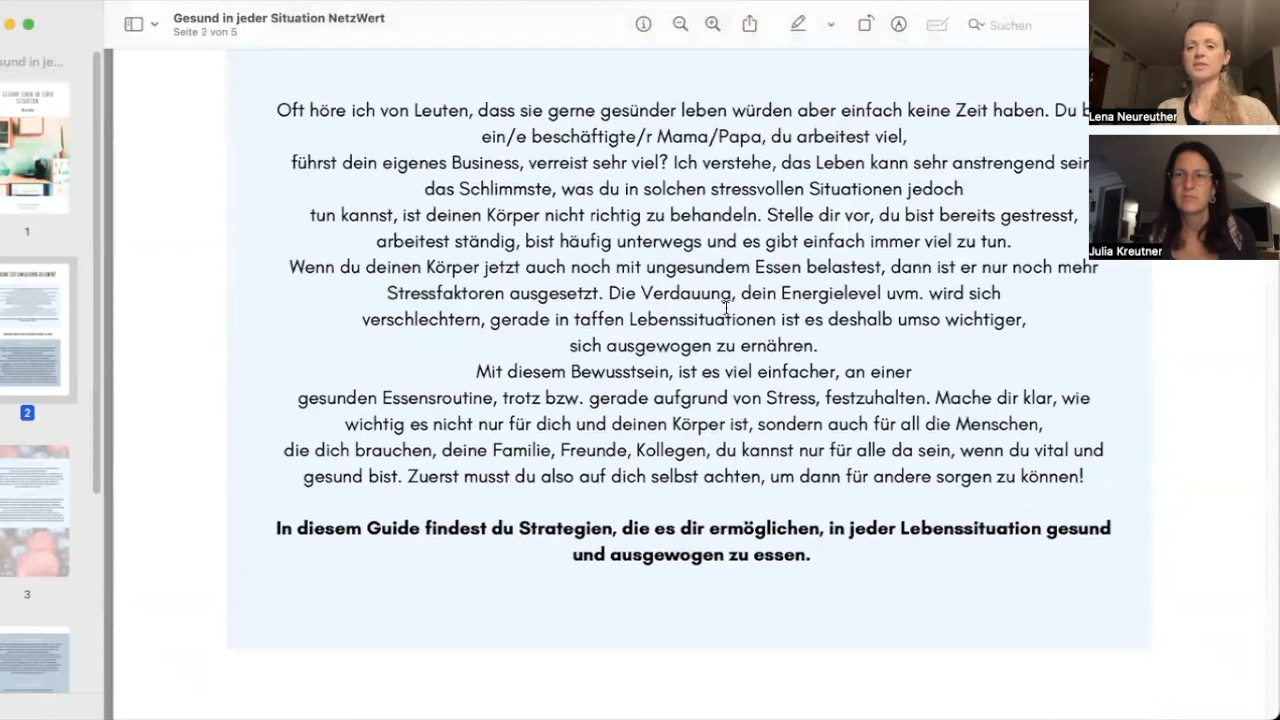 Gesund in jeder Situation NetzWert
Seite 2 von 5
Suchen
sund in je...
GESUND LEBEN IN JEDER
SITUATION
1
2
3
Oft höre ich von Leuten, dass sie gerne gesünder leben würden aber einfach keine Zeit haben. Du
ein/e beschäftigte/r Mama/Papa, du arbeitest viel,
führst dein eigenes Business, verreist sehr viel? Ich verstehe, das Leben kann sehr anstrengend sein
das Schlimmste, was du in solchen stressvollen Situationen jedoch
tun kannst, ist deinen Körper nicht richtig zu behandeln. Stelle dir vor, du bist bereits gestresst,
arbeitest ständig, bist häufig unterwegs und es gibt einfach immer viel zu tun.
Wenn du deinen Körper jetzt auch noch mit ungesundem Essen belastest, dann ist er nur noch mehr
Stressfaktoren ausgesetzt. Die Verdauung, dein Energielevel uvm. wird sich
verschlechtern, gerade in taffen Lebenssituationen ist es deshalb umso wichtiger,
sich ausgewogen zu ernähren.
Mit diesem Bewusstsein, ist es viel einfacher, an einer
gesunden Essensroutine, trotz bzw. gerade aufgrund von Stress, festzuhalten. Mache dir klar, wie
wichtig es nicht nur für dich und deinen Körper ist, sondern auch für all die Menschen,
die dich brauchen, deine Familie, Freunde, Kollegen, du kannst nur für alle da sein, wenn du vital und
gesund bist. Zuerst musst du also auf dich selbst achten, um dann für andere sorgen zu können!
In diesem Guide findest du Strategien, die es dir ermöglichen, in jeder Lebenssituation gesund
und ausgewogen zu essen.
Lena Neureuther
Julia Kreutner